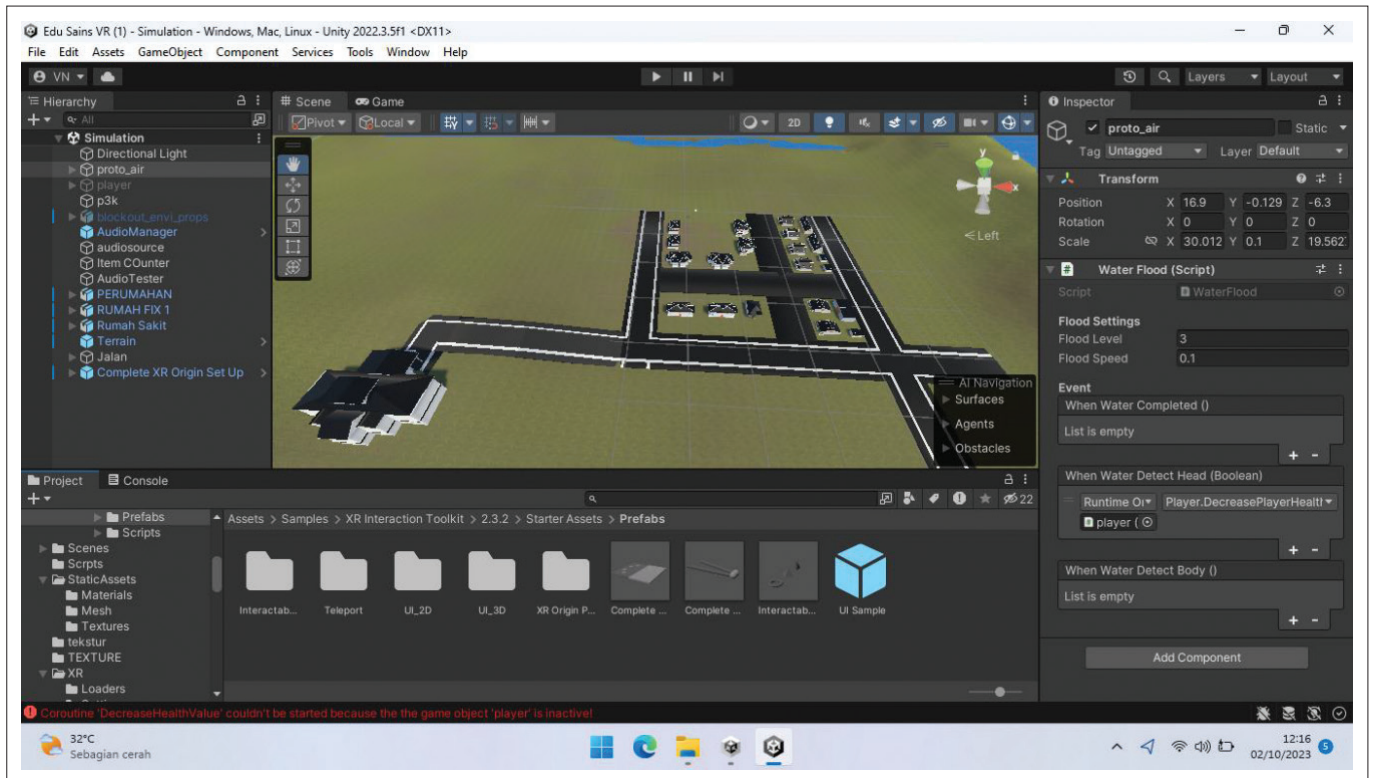 Edu Sains VR (1) - Simulation - Windows, Mac, Linux - Unity 2022.3.5f1 <DX11>
File Edit Assets GameObject Component Services Tools Window Help
VN
Layers Layout
Hierarchy
All
Simulation
Directional Light
proto_air
player
p3k
blockout_envi_props
AudioManager
audiosource
Item COunter
AudioTester
PERUMAHAN
RUMAH FIX 1
Rumah Sakit
Terrain
Jalan
Complete XR Origin Set Up
Scene Game
Pivot Local 2D
y
x
Left
AI Navigation
Surfaces
Agents
Obstacles
Inspector
proto_air Static
Tag Untagged Layer Default
Transform
Position X 16.9 Y -0.129 Z -6.3
Rotation X 0 Y 0 Z 0
Scale X 30.012 Y 0.1 Z 19.562
Water Flood (Script)
Script WaterFlood
Flood Settings
Flood Level 3
Flood Speed 0.1
Event
When Water Completed ()
List is empty
+ -
When Water Detect Head (Boolean)
Runtime Or Player.DecreasePlayerHealtl
player (
+ -
When Water Detect Body ()
List is empty
+ -
Add Component
Project Console
22
Prefabs
Scripts
Scenes
Scrpts
StaticAssets
Materials
Mesh
Textures
tekstur
TEXTURE
XR
Loaders
Assets > Samples > XR Interaction Toolkit > 2.3.2 > Starter Assets > Prefabs
Interactab... Teleport UI_2D UI_3D XR Origin P... Complete ... Complete ... Interactab... UI Sample
Coroutine 'DecreaseHealthValue' couldn't be started because the the game object 'player' is inactive!
32°C
Sebagian cerah
12:16
02/10/2023
5